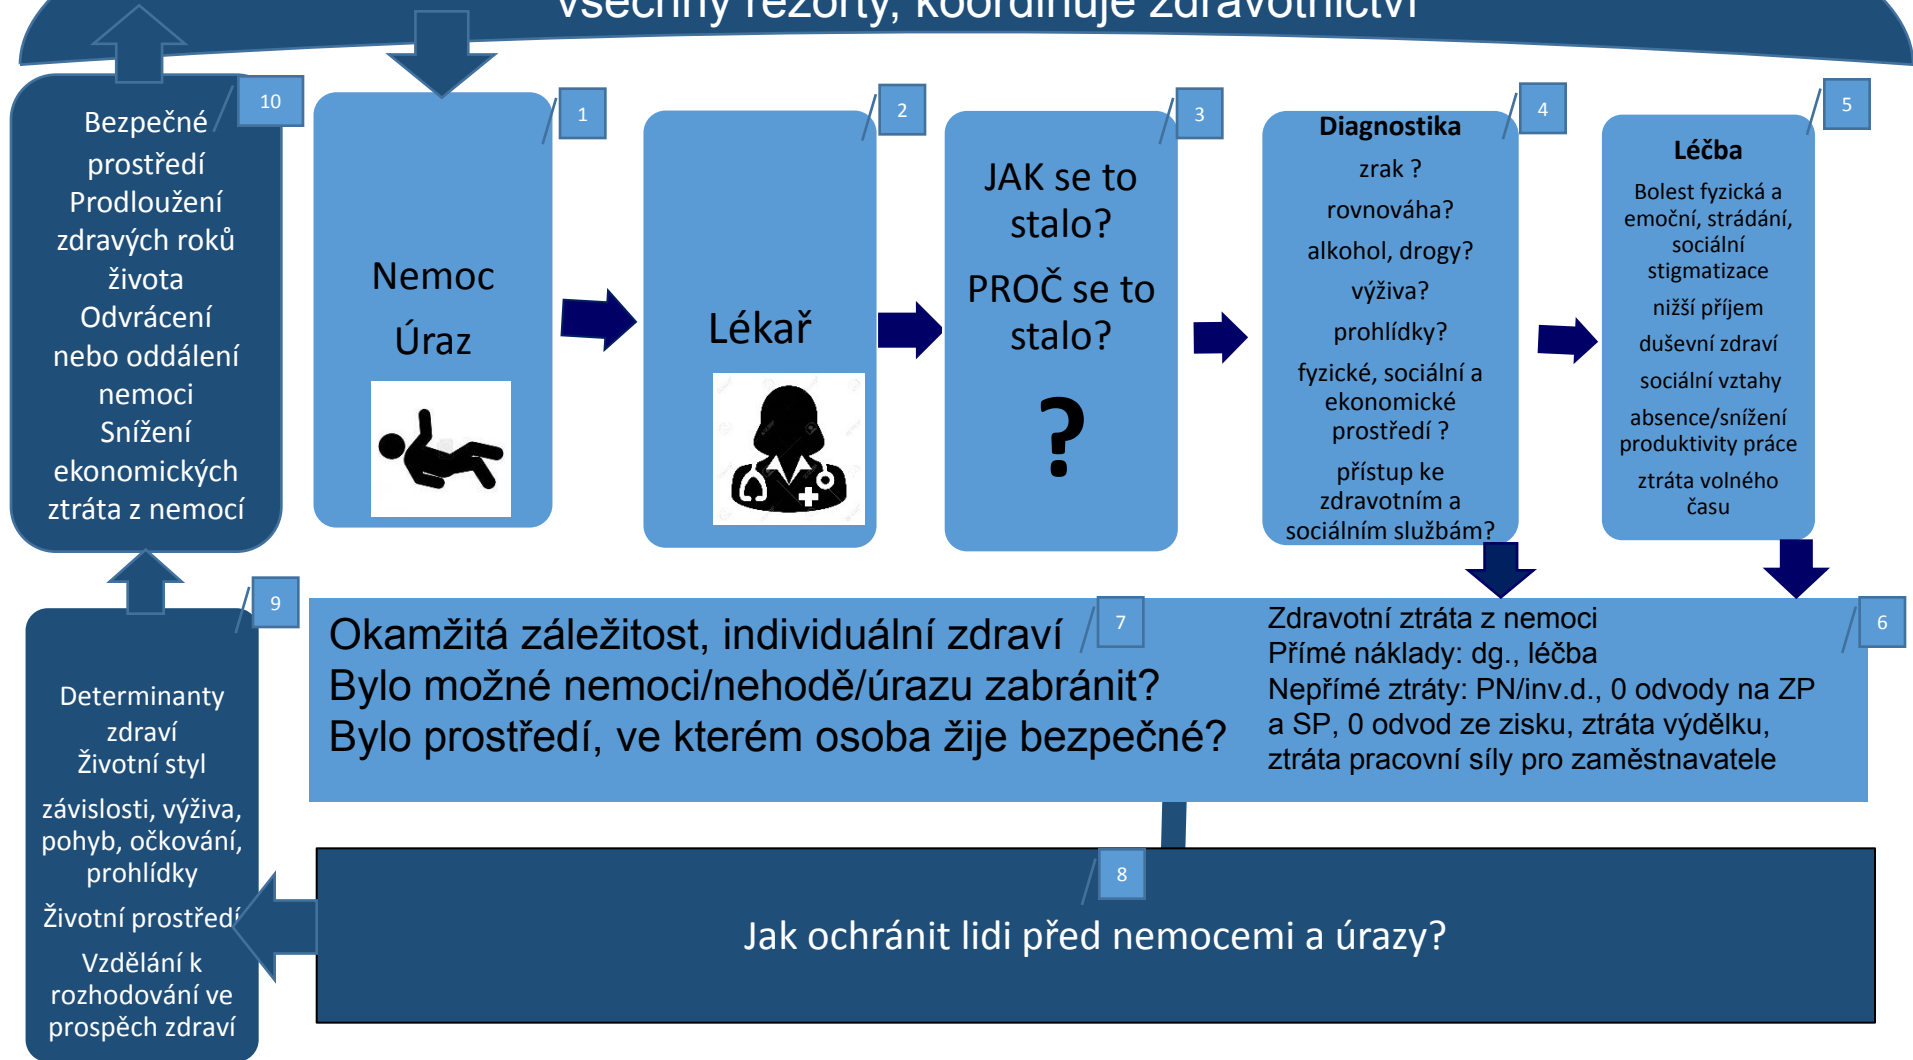 všechny rezorty, koordinuje zdravotnictví
10
Bezpečné
prostředí
Prodloužení
zdravých roků
života
Odvrácení
nebo oddálení
nemoci
Snížení
ekonomických
ztráta z nemocí
1
Nemoc
Úraz
2
Lékař
3
JAK se to
stalo?
PROČ se to
stalo?
?
4
Diagnostika
zrak ?
rovnováha?
alkohol, drogy?
výživa?
prohlídky?
fyzické, sociální a
ekonomické
prostředí ?
přístup ke
zdravotním a
sociálním službám?
5
Léčba
Bolest fyzická a
emoční, strádání,
sociální
stigmatizace
nižší příjem
duševní zdraví
sociální vztahy
absence/snížení
produktivity práce
ztráta volného
času
6
Zdravotní ztráta z nemoci
Přímé náklady: dg., léčba
Nepřímé ztráty: PN/inv.d., 0 odvody na ZP
a SP, 0 odvod ze zisku, ztráta výdělku,
ztráta pracovní síly pro zaměstnavatele
7
Okamžitá záležitost, individuální zdraví
Bylo možné nemoci/nehodě/úrazu zabránit?
Bylo prostředí, ve kterém osoba žije bezpečné?
8
Jak ochránit lidi před nemocemi a úrazy?
9
Determinanty
zdraví
Životní styl
závislosti, výživa,
pohyb, očkování,
prohlídky
Životní prostředí
Vzdělání k
rozhodování ve
prospěch zdraví